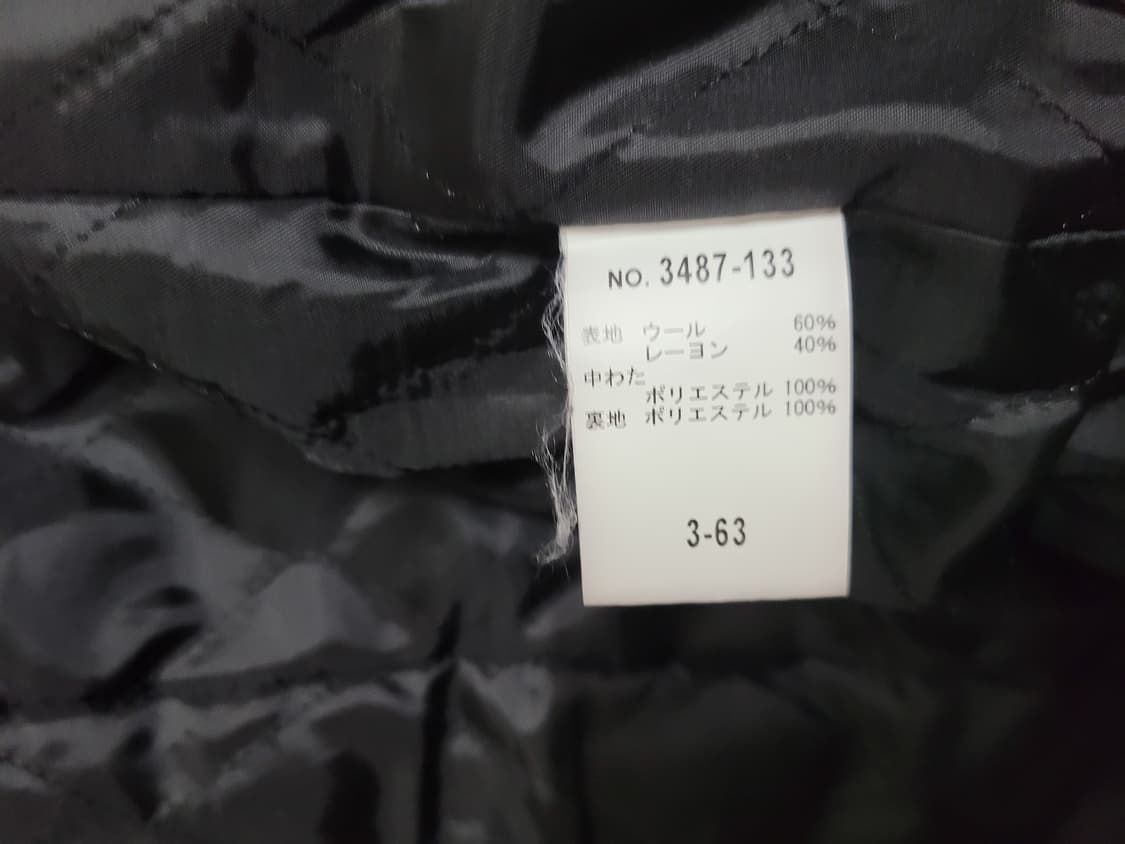 NO. 3487-133
表地 ウール 60%
レーヨン 40%
中わた
ポリエステル 100%
裏地 ポリエステル 100%
3-63